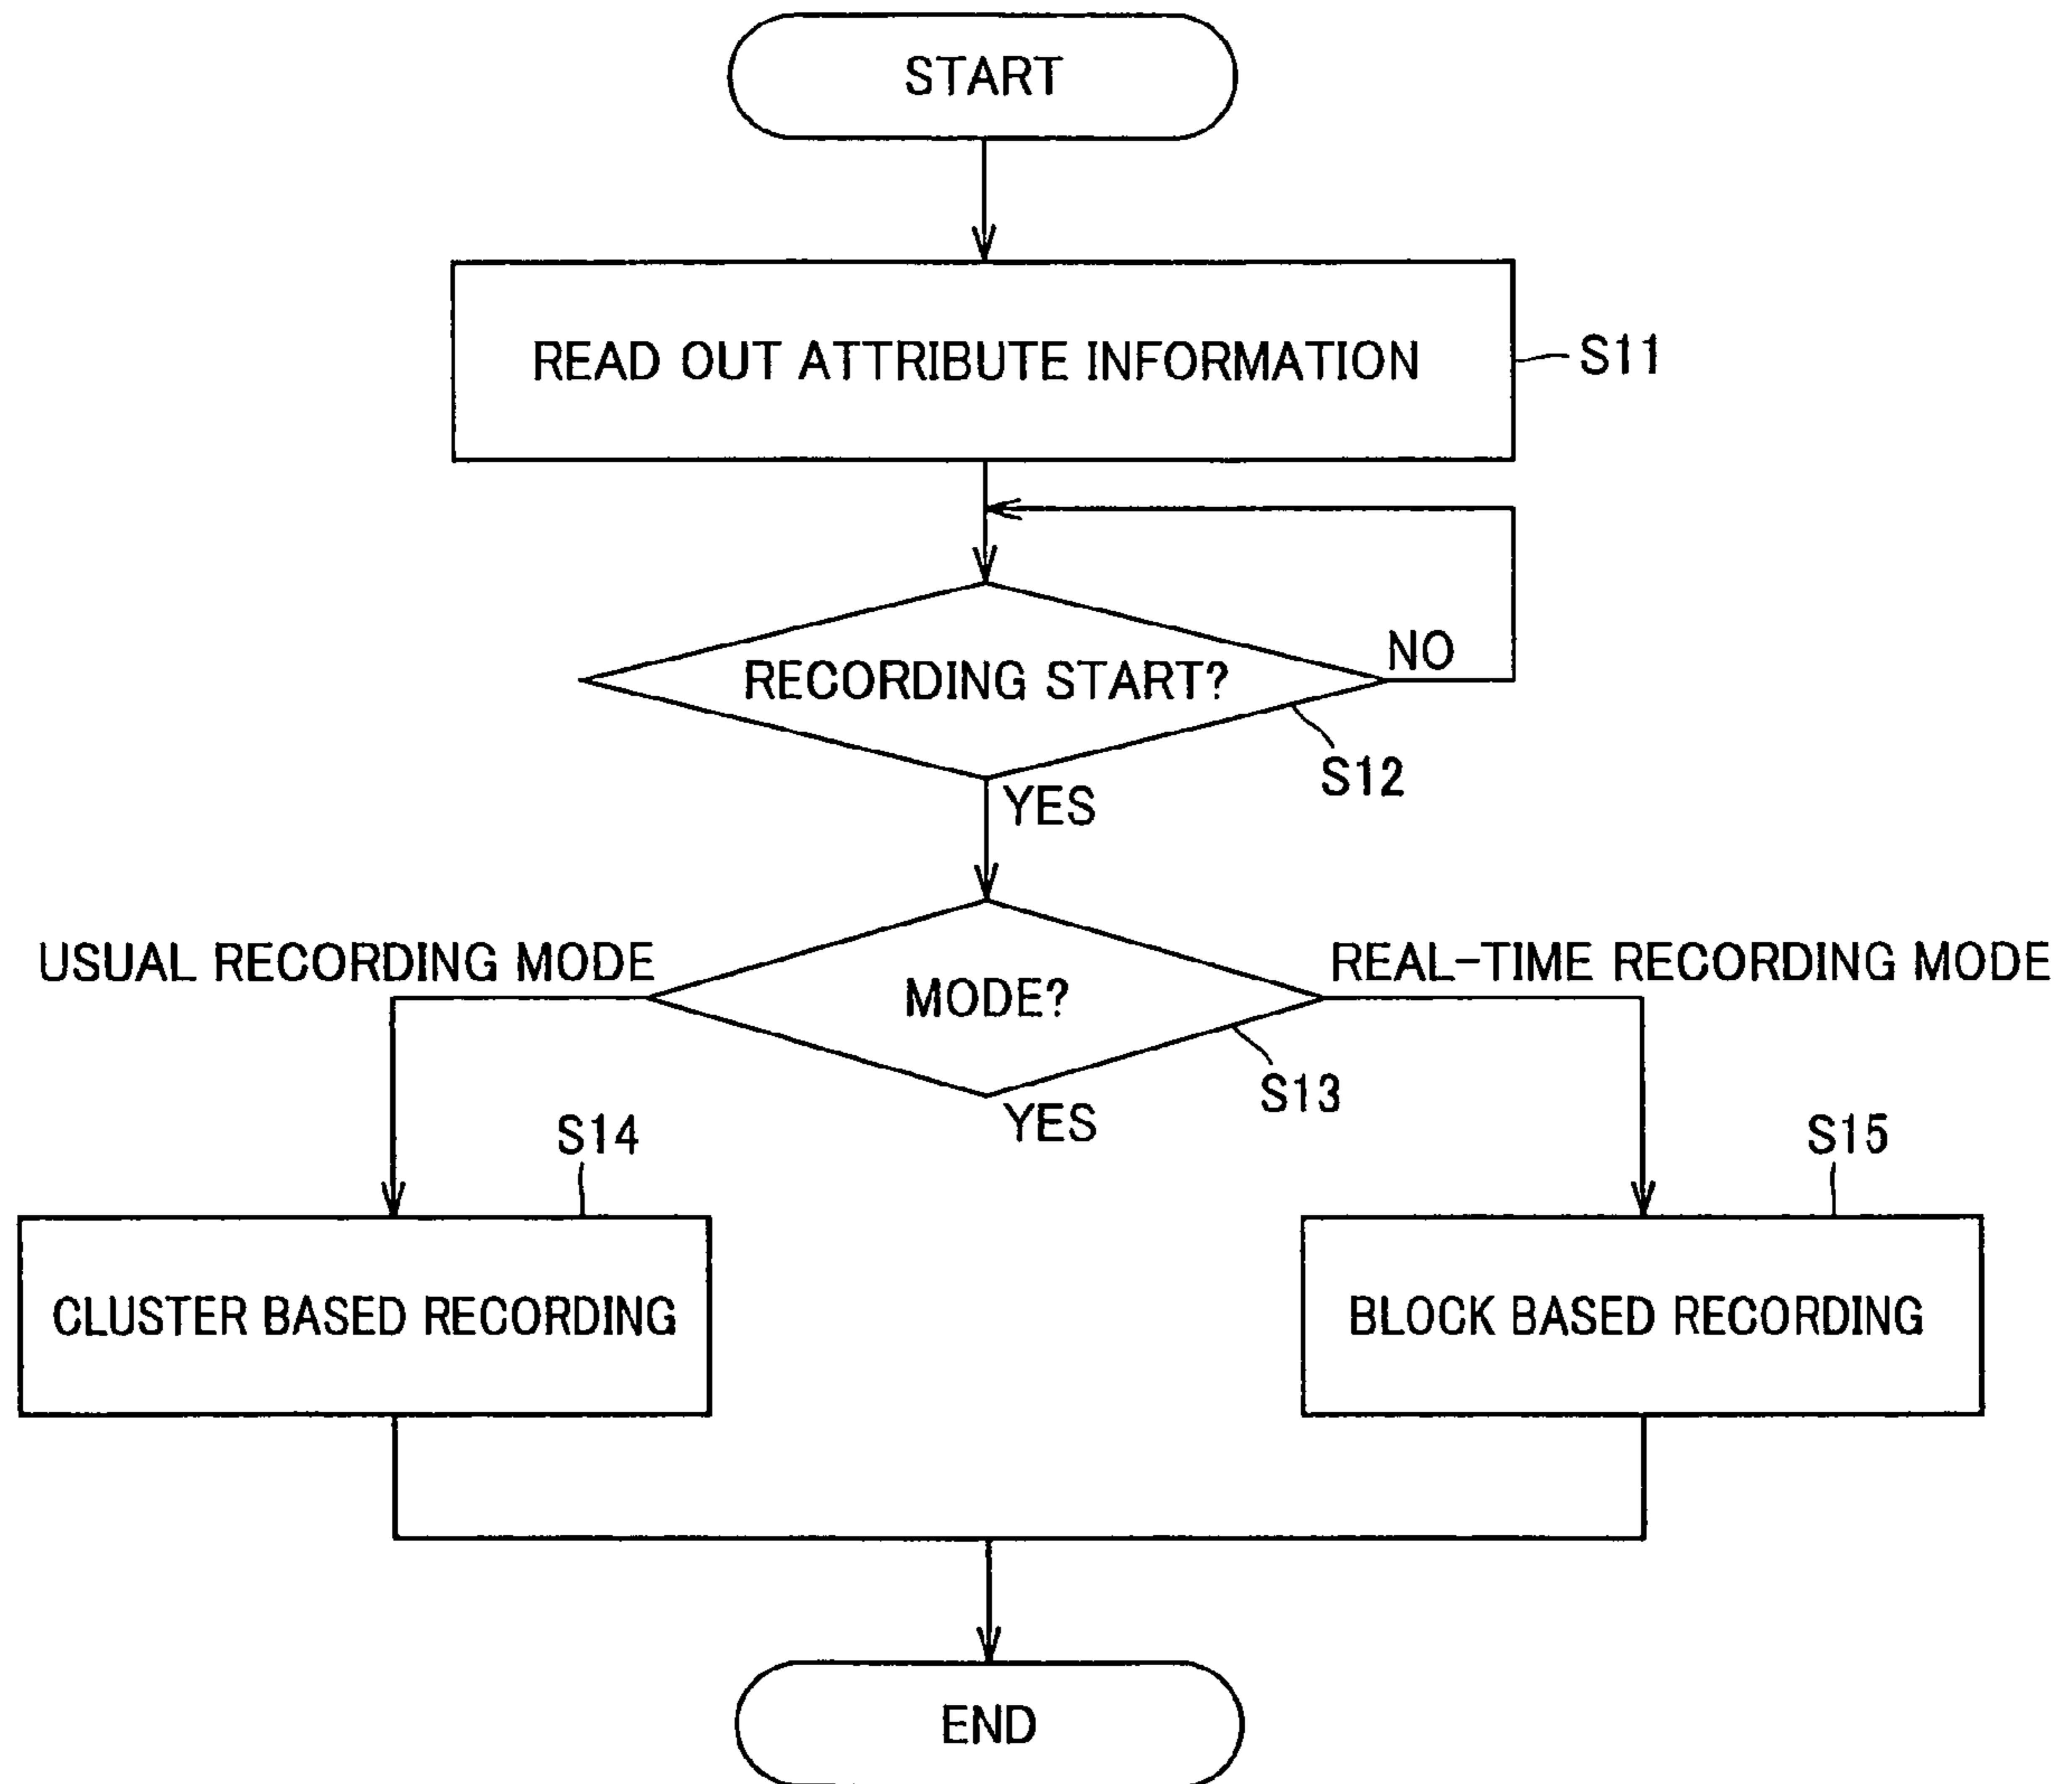 START
READ OUT ATTRIBUTE INFORMATION
S11
NO
RECORDING START?
S12
YES
USUAL RECORDING MODE
REAL-TIME RECORDING MODE
MODE?
S13
YES
S14
S15
CLUSTER BASED RECORDING
BLOCK BASED RECORDING
END